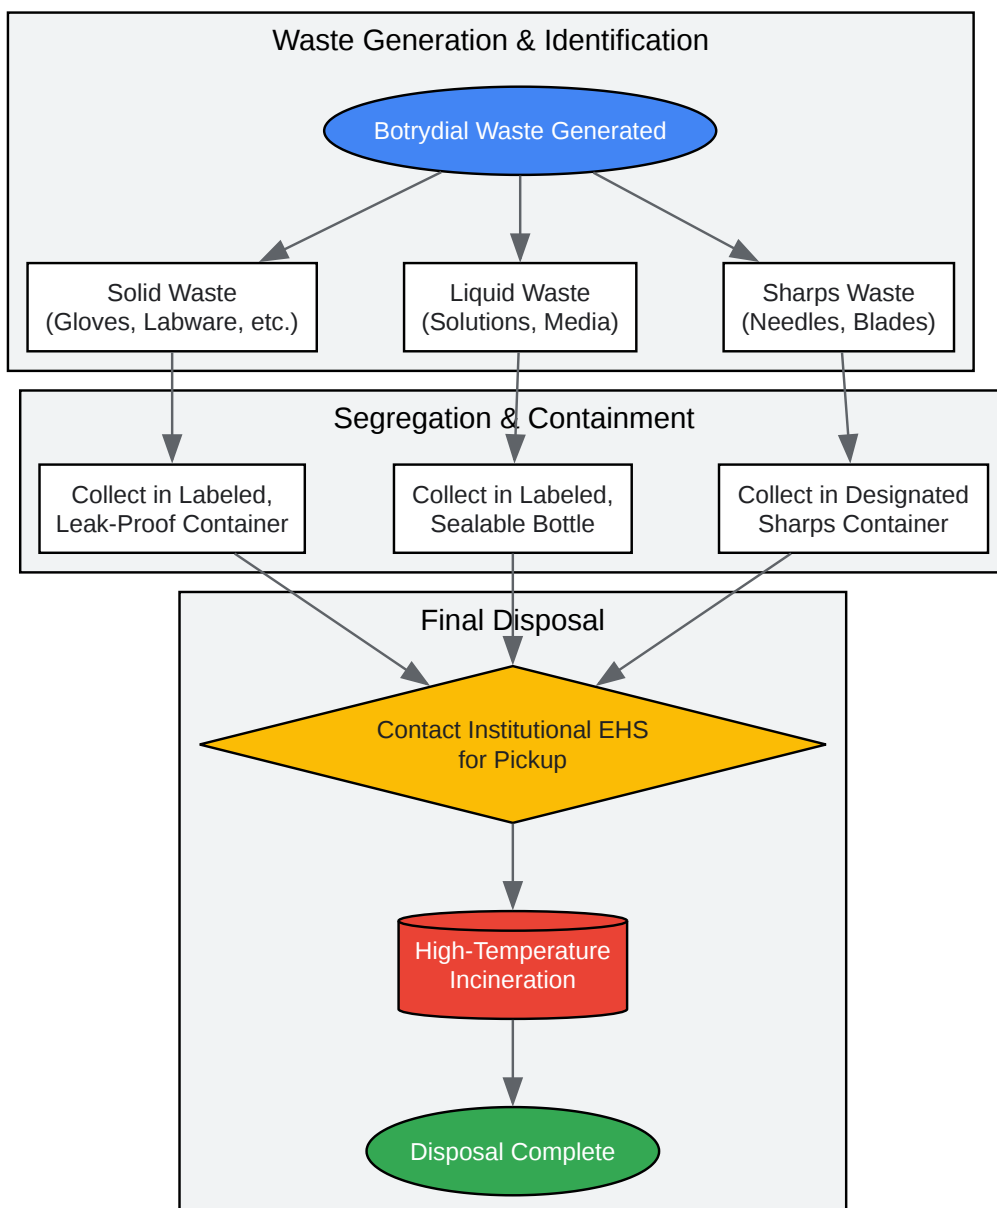 Waste Generation & Identification
Botrydial Waste Generated
Solid Waste
(Gloves, Labware, etc.)
Liquid Waste
(Solutions, Media)
Sharps Waste
(Needles, Blades)
Segregation & Containment
Collect in Labeled,
Leak-Proof Container
Collect in Labeled,
Sealable Bottle
Collect in Designated
Sharps Container
Final Disposal
Contact Institutional EHS
for Pickup
High-Temperature
Incineration
Disposal Complete